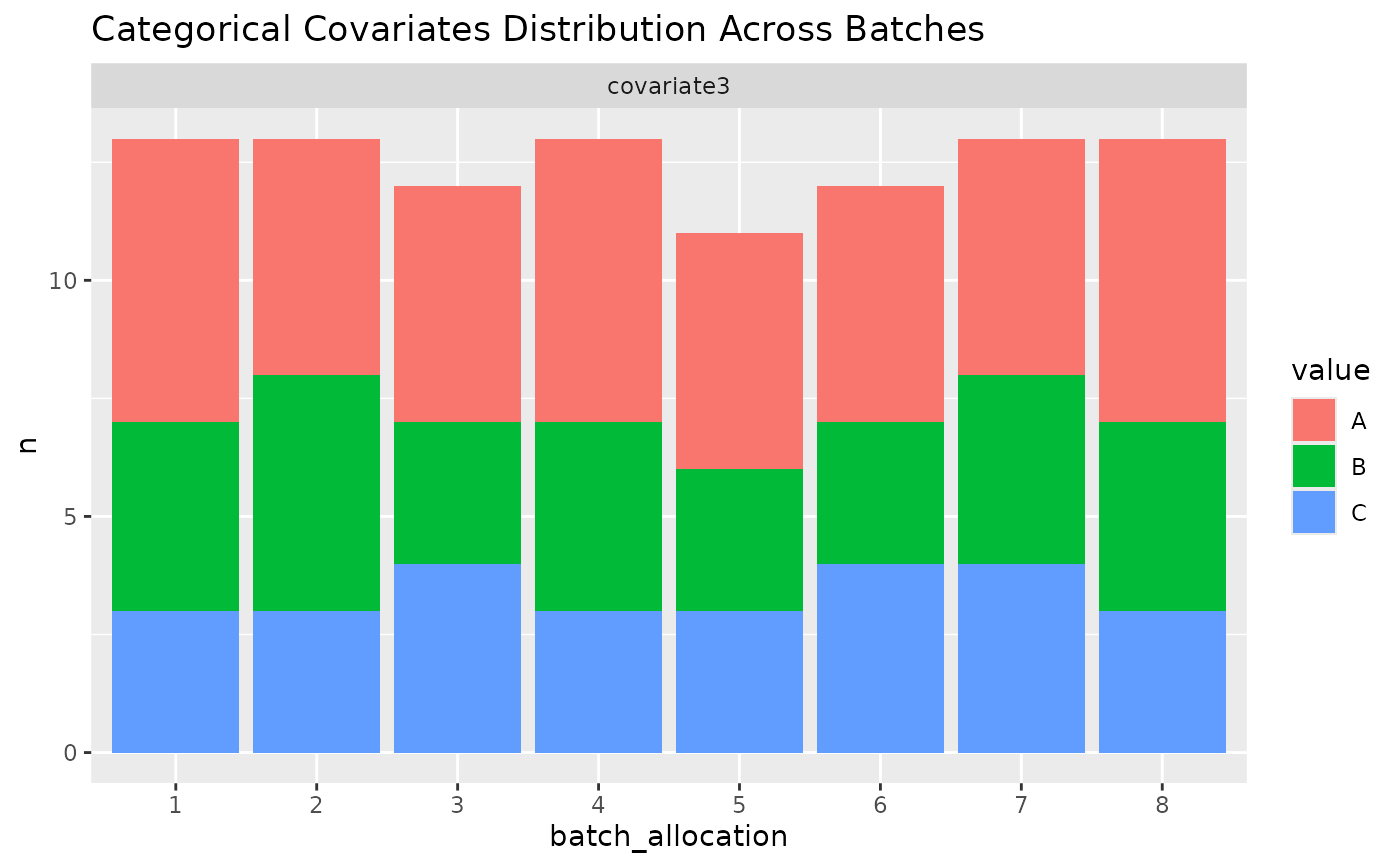 Categorical Covariates Distribution Across Batches
covariate3
10
5
0
n
1 2 3 4 5 6 7 8
batch_allocation
value
A
B
C